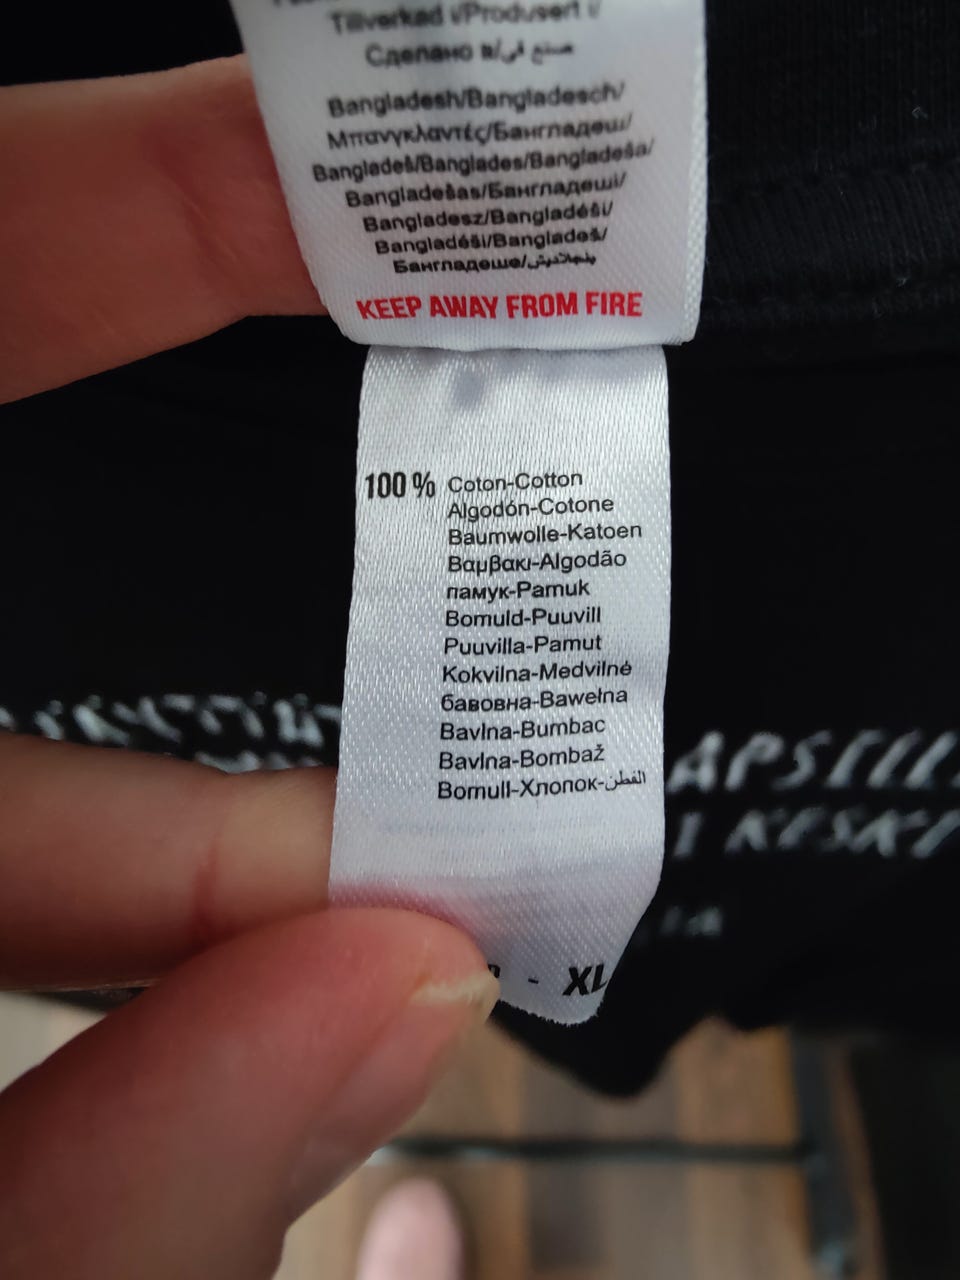 Tillverkad i/Produsert i/
Сделано в/صنع في
Bangladesh/Bangladesch/
Μπανγκλαντές/Бангладеш/
Bangladeš/Banglades/Bangladeša/
Bangladešas/Бангладеші/
Bangladesz/Bangladéši/
Bangladéši/Bangladeš/
Бангладеше/بنجلاديش
KEEP AWAY FROM FIRE
100 % Coton-Cotton
Algodón-Cotone
Baumwolle-Katoen
Βαμβακι-Algodão
памук-Pamuk
Bomuld-Puuvill
Puuvilla-Pamut
Kokvilna-Medvilnė
бавовна-Bawełna
Bavlna-Bumbac
Bavlna-Bombaž
Bomull-Хлопок-القطن
- XL